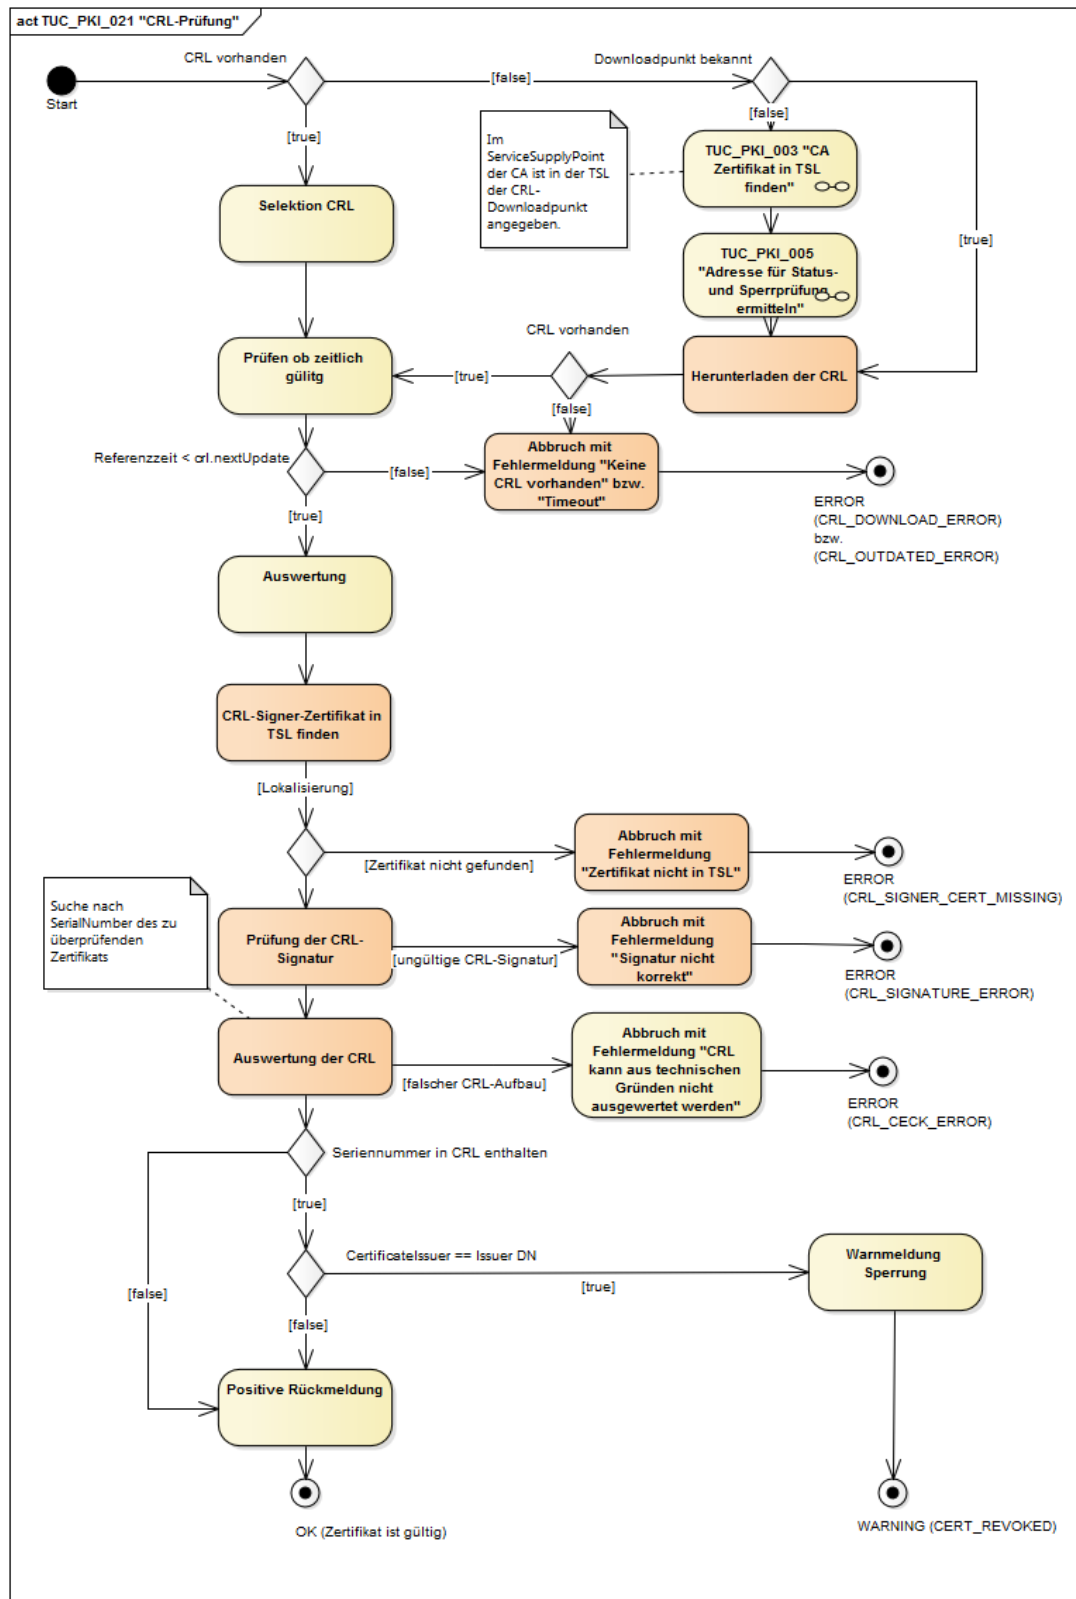 act TUC_PKI_021 "CRL-Prüfung"
CRL vorhanden
Downloadpunkt bekannt
Start
[false]
[false]
[true]
Im
ServiceSupplyPoint
der CA ist in der TSL
der CRL-
Downloadpunkt
angegeben.
TUC_PKI_003 "CA
Zertifikat in TSL
finden"
Selektion CRL
[true]
TUC_PKI_005
"Adresse für Status-
und Sperrprüfung
ermitteln"
CRL vorhanden
Prüfen ob zeitlich
gülitg
[true]
Herunterladen der CRL
[false]
Referenzzeit < crl.nextUpdate
[false]
Abbruch mit
Fehlermeldung "Keine
CRL vorhanden" bzw.
"Timeout"
[true]
ERROR
(CRL_DOWNLOAD_ERROR)
bzw.
(CRL_OUTDATED_ERROR)
Auswertung
CRL-Signer-Zertifikat in
TSL finden
[Lokalisierung]
[Zertifikat nicht gefunden]
Abbruch mit
Fehlermeldung
"Zertifikat nicht in TSL"
ERROR
(CRL_SIGNER_CERT_MISSING)
Suche nach
SerialNumber des zu
überprüfenden
Zertifikats
Prüfung der CRL-
Signatur
[ungültige CRL-Signatur]
Abbruch mit
Fehlermeldung
"Signatur nicht
korrekt"
ERROR
(CRL_SIGNATURE_ERROR)
Auswertung der CRL
[falscher CRL-Aufbau]
Abbruch mit
Fehlermeldung "CRL
kann aus technischen
Gründen nicht
ausgewertet werden"
ERROR
(CRL_CECK_ERROR)
Seriennummer in CRL enthalten
[true]
CertificateIssuer == Issuer DN
[true]
Warnmeldung
Sperrung
[false]
[false]
Positive Rückmeldung
OK (Zertifikat ist gültig)
WARNING (CERT_REVOKED)